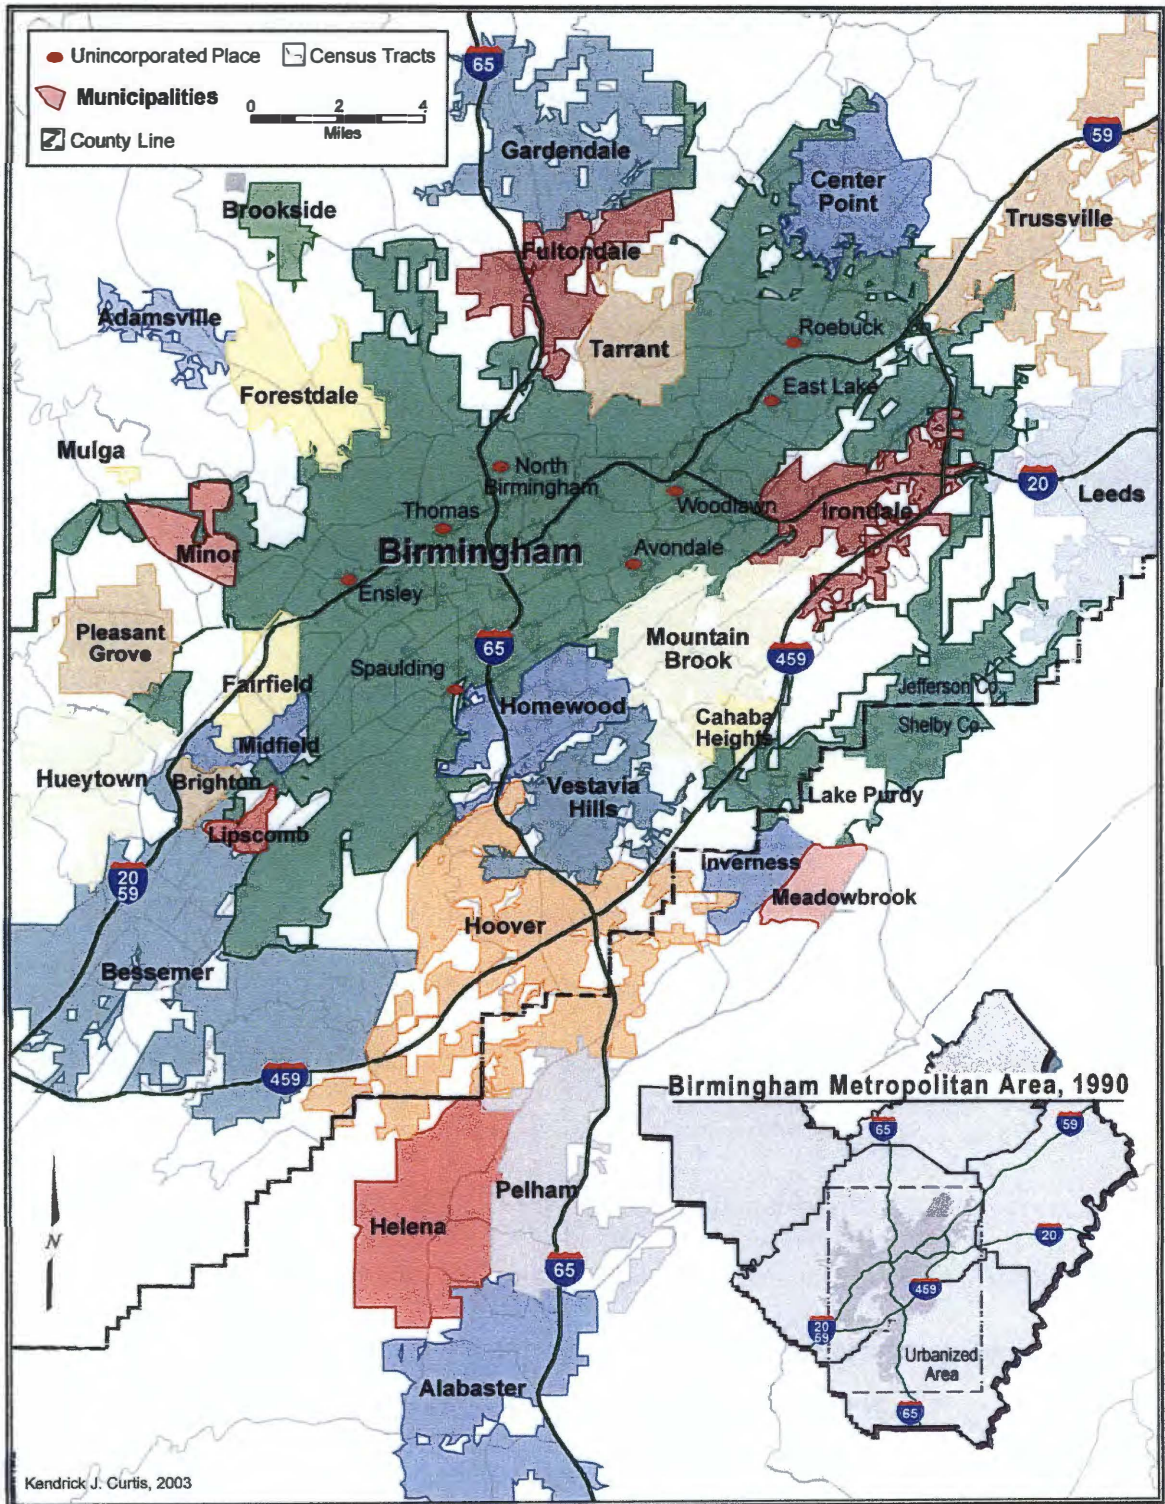 Unincorporated Place
Census Tracts
Municipalities
0 2 4
Miles
County Line
65
Gardendale
59
Center
Point
Trussville
Brookside
Fultondale
Adamsville
Tarrant
Roebuck
East Lake
Forestdale
Mulga
North
Birmingham
20
Leeds
Thomas
Woodlawn
Irondale
Minor
Birmingham
Avondale
Ensley
Pleasant
Grove
65
Mountain
Brook
459
Spaulding
Fairfield
Jefferson Co.
Homewood
Cahaba
Heights
Shelby Co.
Midfield
Hueytown
Brighton
Vestavia
Hills
Lake Purdy
Lipscomb
Inverness
20
59
Meadowbrook
Hoover
Bessemer
459
Birmingham Metropolitan Area, 1990
65
59
Pelham
Helena
N
20
65
459
20
59
Urbanized
Area
Alabaster
65
Kendrick J. Curtis, 2003